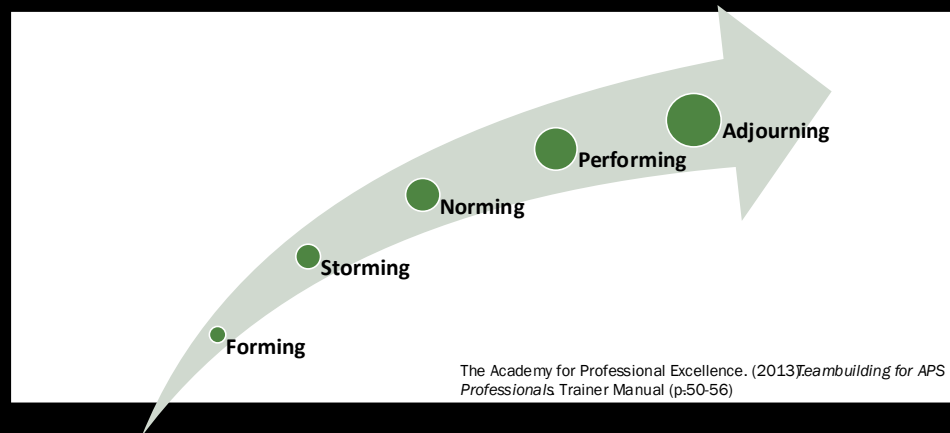 Adjourning
Performing
Norming
Storming
Forming
The Academy for Professional Excellence. (2013). Teambuilding for APS
Professionals. Trainer Manual (p.50-56)